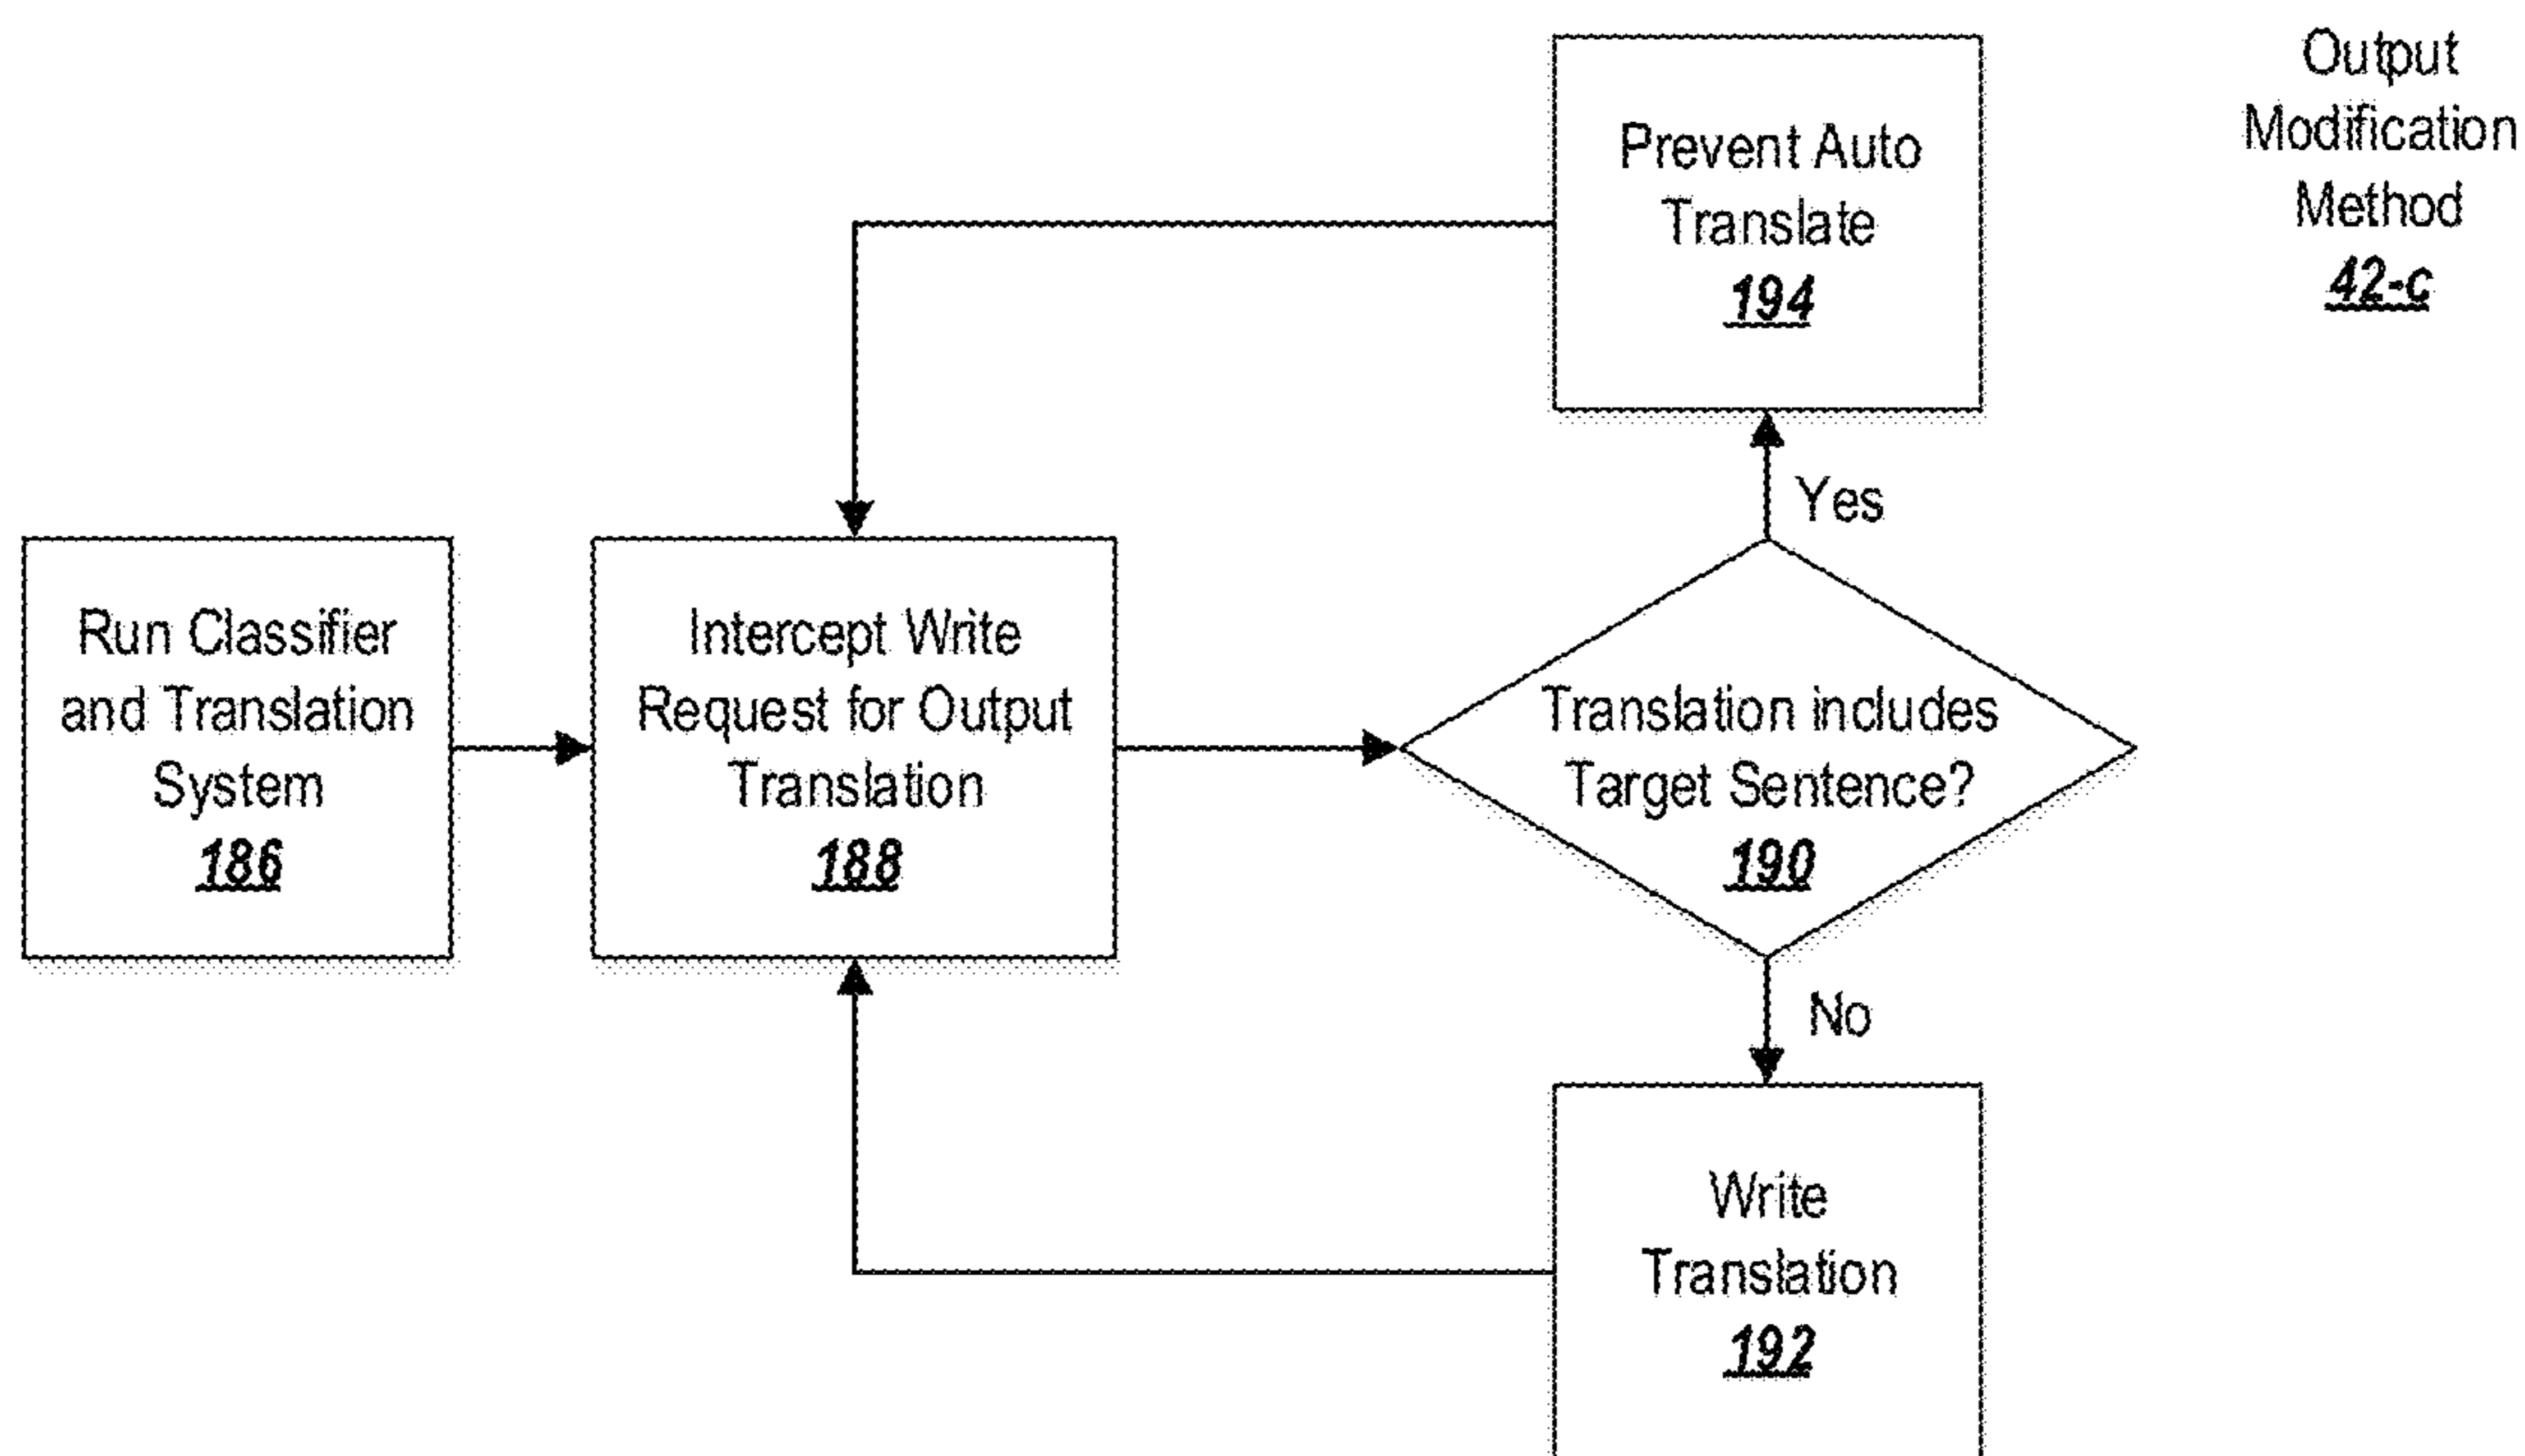 Output
Modification
Method
42-c
Prevent Auto
Translate
194
Yes
Run Classifier
and Translation
System
186
Intercept Write
Request for Output
Translation
188
Translation includes
Target Sentence?
190
No
Write
Translation
192